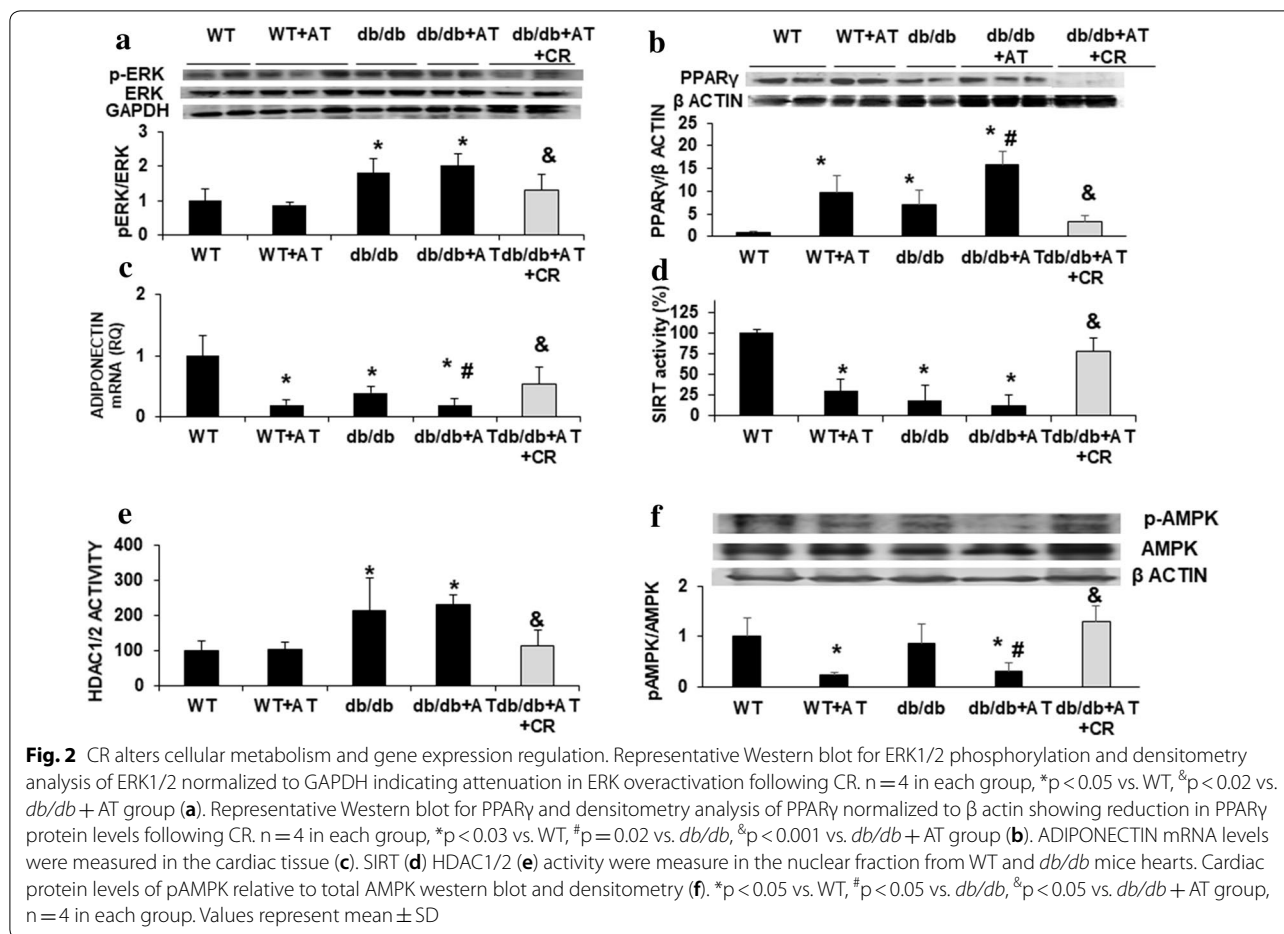 a
WT WT+AT db/db db/db+AT db/db+AT
+CR
p-ERK
ERK
GAPDH
pERK/ERK
3
2
1
0
* * &
WT WT+AT db/db db/db+A T db/db+AT
+CR
b
WT WT+AT db/db db/db db/db+AT
+AT +CR
PPARγ
β ACTIN
PPARγ/β ACTIN
25
20
15
10
5
0
* * * # &
WT WT+AT db/db db/db+A T db/db+AT
+CR
c
ADIPONECTIN
mRNA (RQ)
2
1
0
* * * # &
WT WT+AT db/db db/db+A T db/db+AT
+CR
d
SIRT activity (%)
125
100
75
50
25
0
* * * &
WT WT+AT db/db db/db+A T db/db+AT
+CR
e
HDAC1/2 ACTIVITY
400
300
200
100
0
* * &
WT WT+AT db/db db/db+A T db/db+AT
+CR
f
p-AMPK
AMPK
β ACTIN
pAMPK/AMPK
2
1
0
* * # &
WT WT+AT db/db db/db+A T db/db+AT
+CR
Fig. 2 CR alters cellular metabolism and gene expression regulation. Representative Western blot for ERK1/2 phosphorylation and densitometry
analysis of ERK1/2 normalized to GAPDH indicating attenuation in ERK overactivation following CR. n = 4 in each group, *p < 0.05 vs. WT, &p < 0.02 vs.
db/db + AT group (a). Representative Western blot for PPARγ and densitometry analysis of PPARγ normalized to β actin showing reduction in PPARγ
protein levels following CR. n = 4 in each group, *p < 0.03 vs. WT, #p = 0.02 vs. db/db, &p < 0.001 vs. db/db + AT group (b). ADIPONECTIN mRNA levels
were measured in the cardiac tissue (c). SIRT (d) HDAC1/2 (e) activity were measure in the nuclear fraction from WT and db/db mice hearts. Cardiac
protein levels of pAMPK relative to total AMPK western blot and densitometry (f). *p < 0.05 vs. WT, #p < 0.05 vs. db/db, &p < 0.05 vs. db/db + AT group,
n = 4 in each group. Values represent mean ± SD